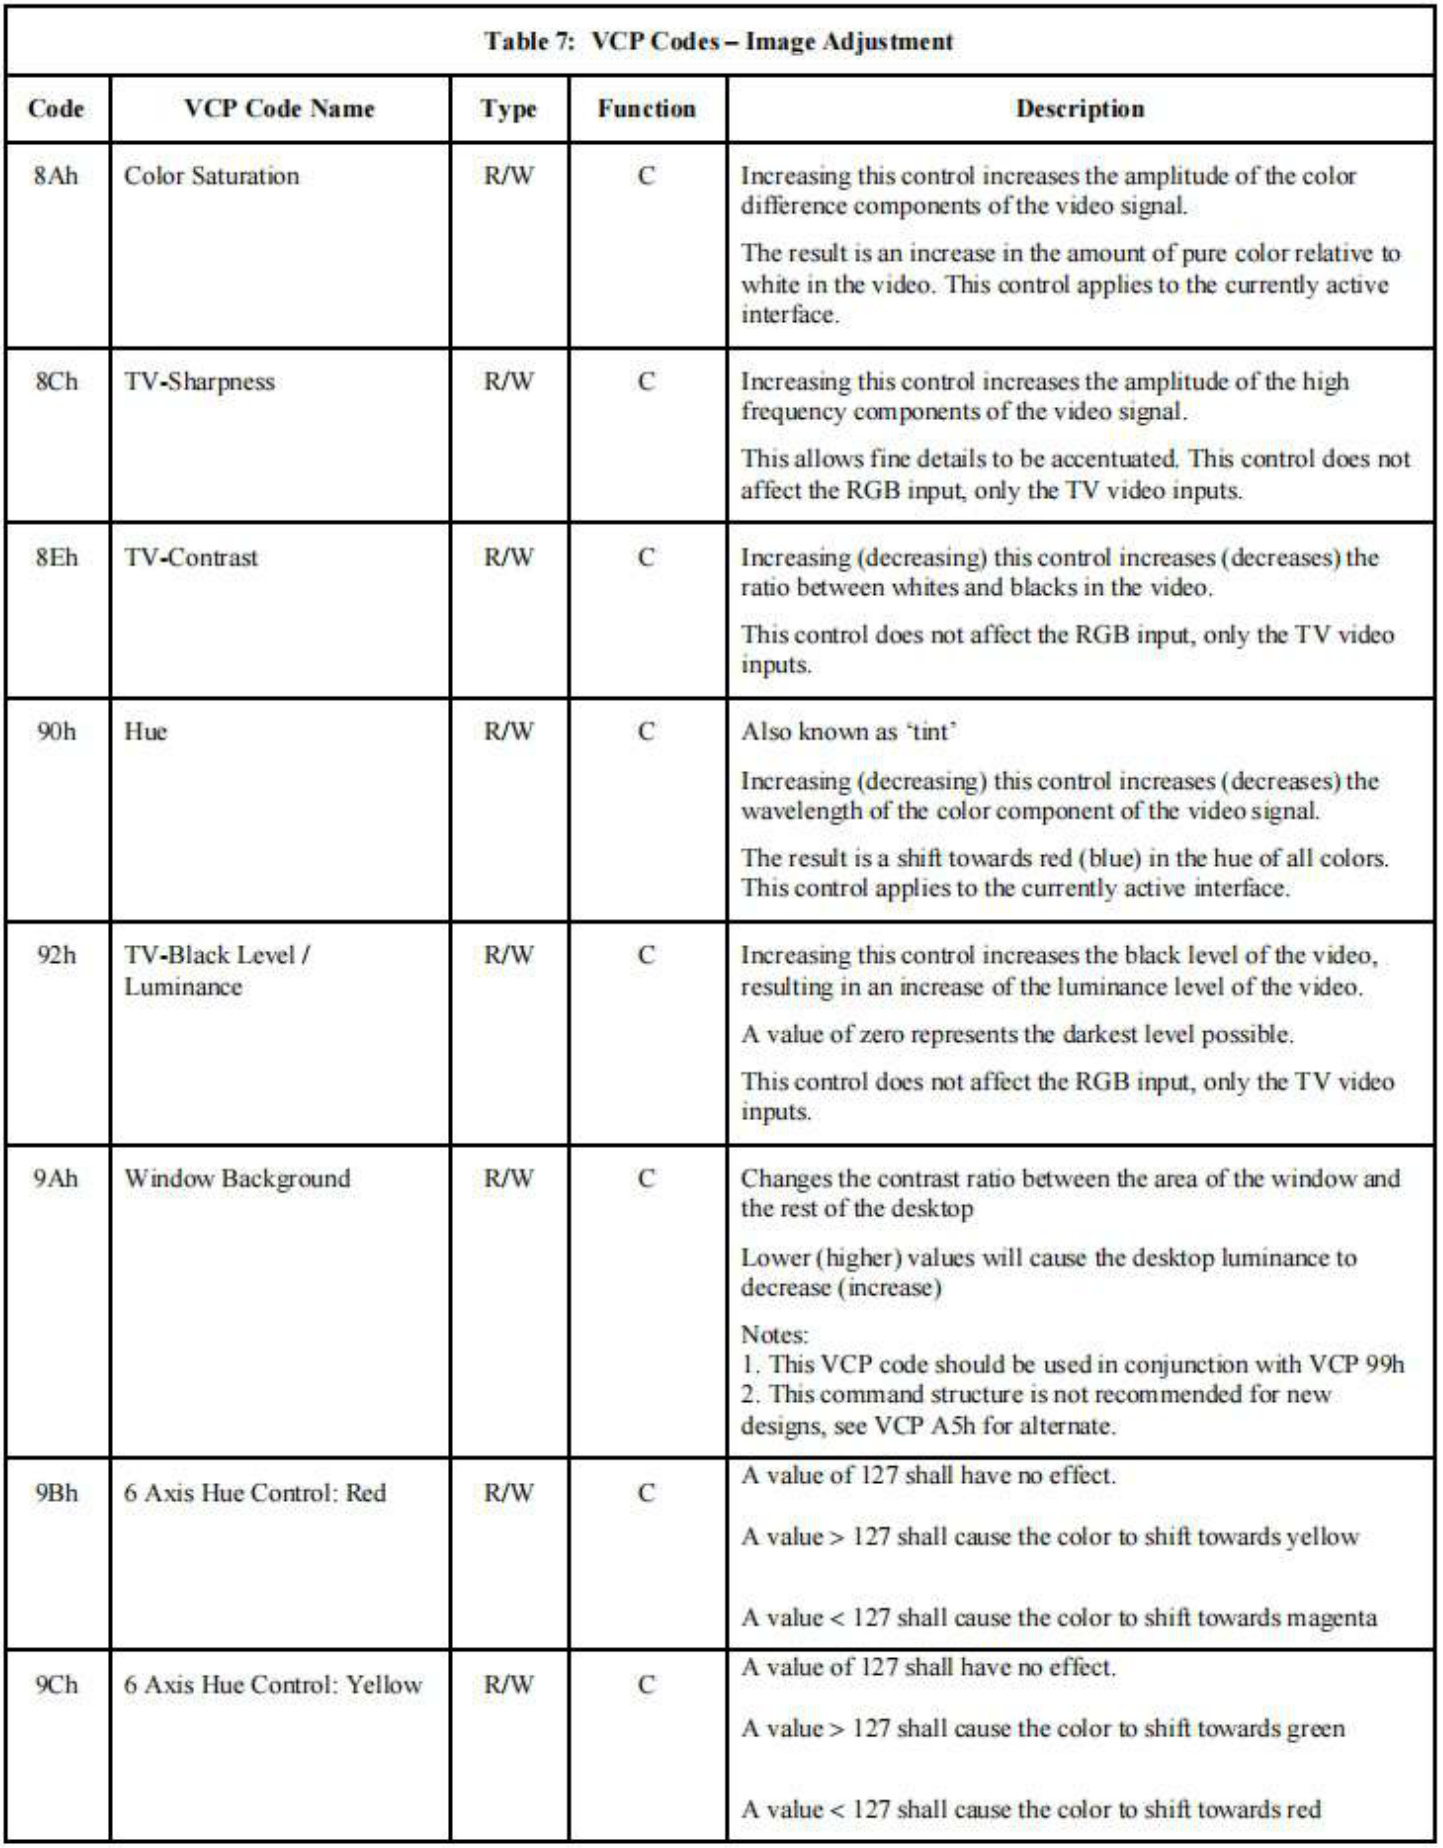 Table 7: VCP Codes – Image Adjustment
Code VCP Code Name Type Function Description
8Ah Color Saturation R/W C Increasing this control increases the amplitude of the color
difference components of the video signal.
The result is an increase in the amount of pure color relative to
white in the video. This control applies to the currently active
interface.
8Ch TV-Sharpness R/W C Increasing this control increases the amplitude of the high
frequency components of the video signal.
This allows fine details to be accentuated. This control does not
affect the RGB input, only the TV video inputs.
8Eh TV-Contrast R/W C Increasing (decreasing) this control increases (decreases) the
ratio between whites and blacks in the video.
This control does not affect the RGB input, only the TV video
inputs.
90h Hue R/W C Also known as ‘tint’
Increasing (decreasing) this control increases (decreases) the
wavelength of the color component of the video signal.
The result is a shift towards red (blue) in the hue of all colors.
This control applies to the currently active interface.
92h TV-Black Level / R/W C Increasing this control increases the black level of the video,
Luminance resulting in an increase of the luminance level of the video.
A value of zero represents the darkest level possible.
This control does not affect the RGB input, only the TV video
inputs.
9Ah Window Background R/W C Changes the contrast ratio between the area of the window and
the rest of the desktop
Lower (higher) values will cause the desktop luminance to
decrease (increase)
Notes:
1. This VCP code should be used in conjunction with VCP 99h
2. This command structure is not recommended for new
designs, see VCP A5h for alternate.
9Bh 6 Axis Hue Control: Red R/W C A value of 127 shall have no effect.
A value > 127 shall cause the color to shift towards yellow
A value < 127 shall cause the color to shift towards magenta
9Ch 6 Axis Hue Control: Yellow R/W C A value of 127 shall have no effect.
A value > 127 shall cause the color to shift towards green
A value < 127 shall cause the color to shift towards red